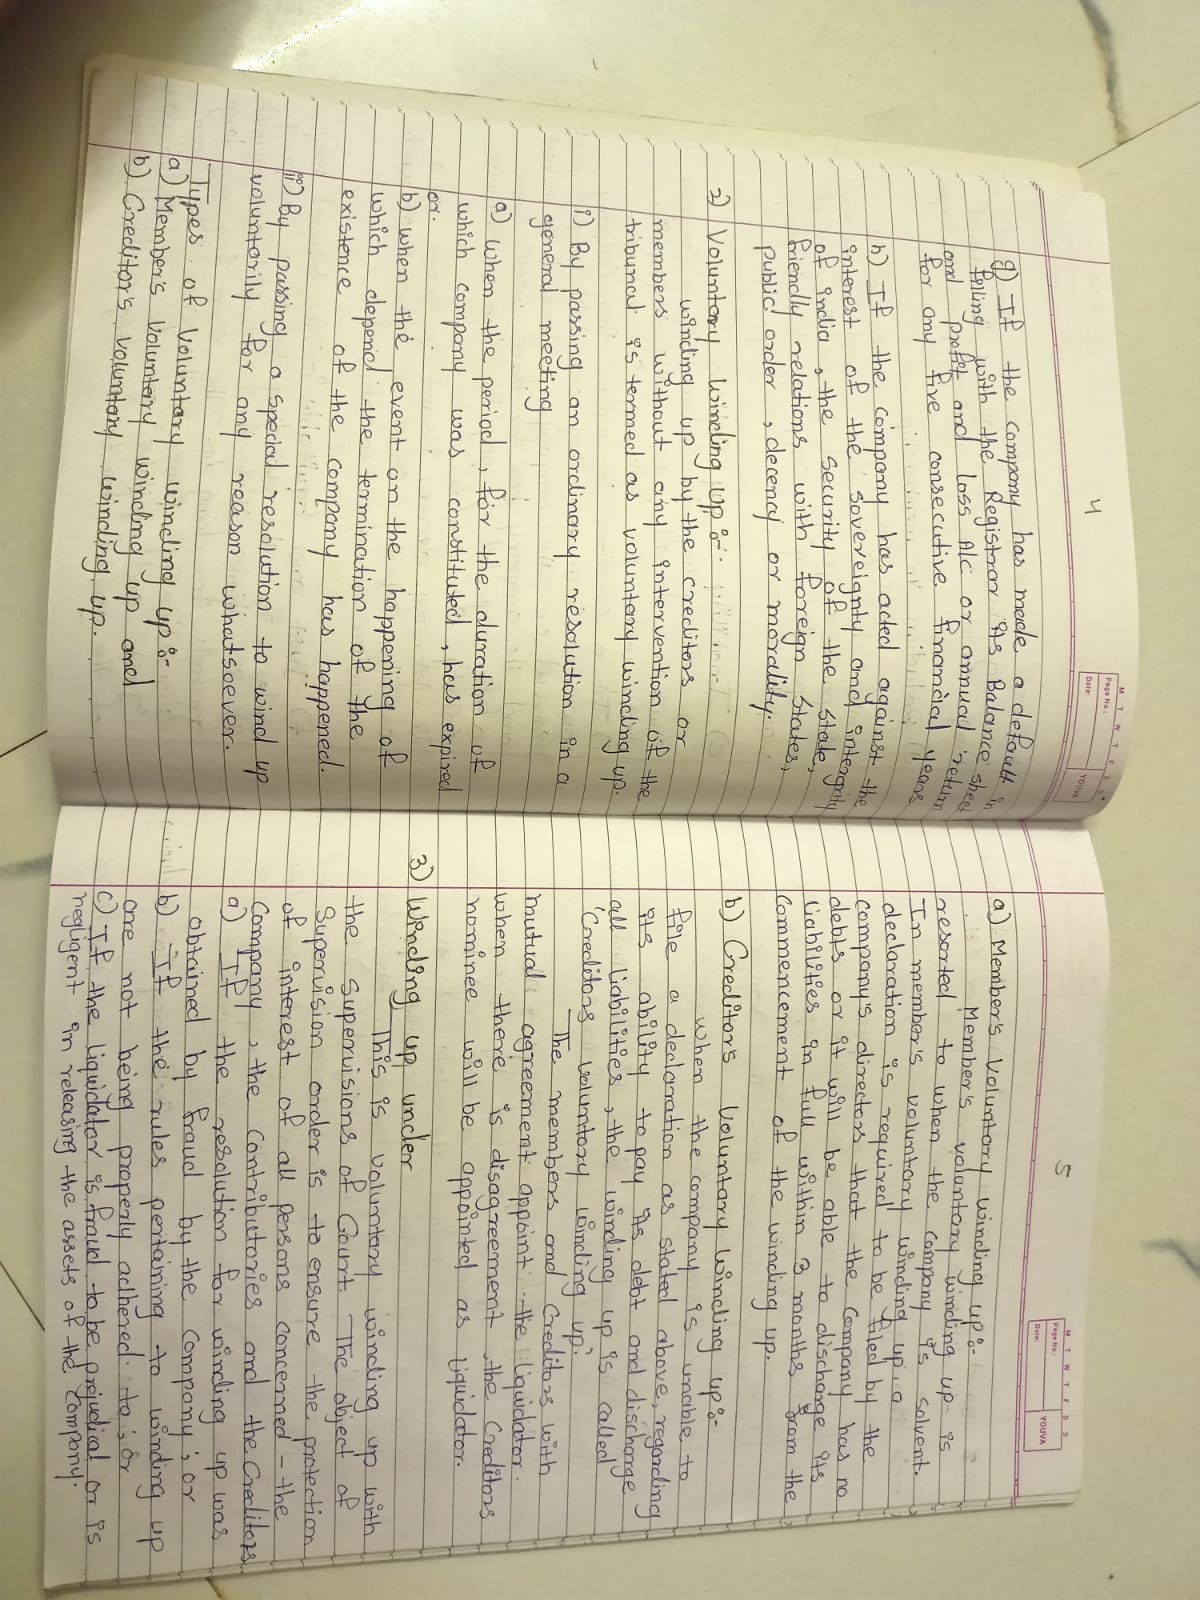 4
M T W T F S S
Page No.:
Date:
YOUVA
g) If the company has made a default in
filling with the Registrar its Balance sheet
and profit and loss A/c or annual return
for any five consecutive financial years
h) If the company has acted against the
interest of the sovereignty and intergrity
of india, the security of the state,
friendly relations with foreign states,
public order, decency or morality.
2) Voluntary winding up :-
winding up by the creditors or
members without any intervention of the
tribunal is termed as voluntary winding up.
i) By passing an ordinary resolution in a
general meeting
a) when the period, for the duration of
which company was constituted, has expired
or.
b) when the event on the happening of
which depend the termination of the
existence of the company has happened.
ii) By passing a special resolution to wind up
voluntarily for any reason whatsoever.
Types of voluntary winding up :-
a) Member's voluntary winding up and
b) Creditor's voluntary winding up.
5
M T W T F S S
Page No.:
Date:
YOUVA
a) Member's voluntary winding up :-
Member's voluntary winding up is
resorted to when the company is solvent.
In member's voluntary winding up, a
declaration is required to be filed by the
company's directors that the company has no
debts or it will be able to discharge its
liabilities in full within 3 months from the
commencement of the winding up.
b) Creditor's voluntary winding up :-
when the company is unable to
file a declaration as stated above, regarding
its ability to pay its debt and discharge
all liabilities, the winding up is called
'Creditors voluntary winding up'.
The members and Creditors with
mutual agreement appoint the liquidator.
when there is disagreement, the Creditors
nominee will be appointed as liquidator.
3) Winding up under
This is voluntary winding up with
the supervisions of Court. The object of
Supervision order is to ensure the protection
of interest of all persons concerned - the
company, the contributories and the Creditors
a) If the resolution for winding up was
obtained by fraud by the company; or
b) If the rules pertaining to winding up
are not being properly adhered to; or
c) If the liquidator is fraud to be prejudical or is
negligent in releasing the assets of the company.